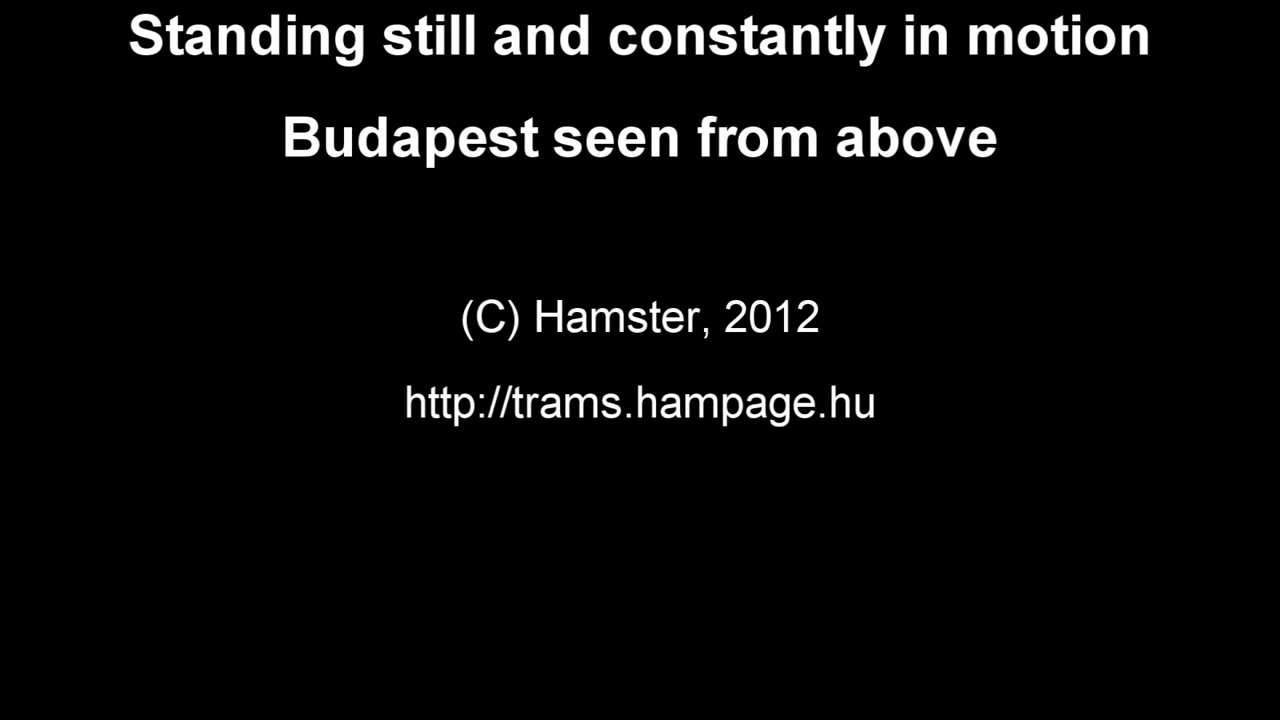 Standing still and constantly in motion
Budapest seen from above
(C) Hamster, 2012
http://trams.hampage.hu